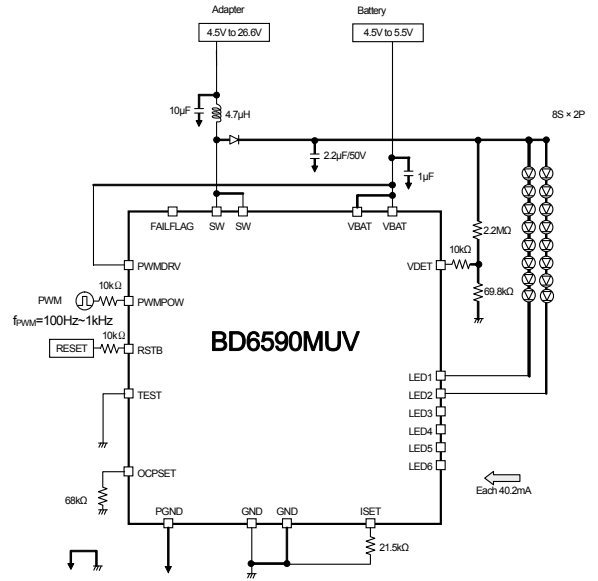 Adapter
Battery
4.5V to 26.6V
4.5V to 5.5V
10µF
4.7µH
8S × 2P
2.2µF/50V
1µF
FAILFLAG
SW
SW
VBAT
VBAT
2.2MΩ
10kΩ
PWMDRV
VDET
10kΩ
69.8kΩ
PWM
PWMPOW
fPWM=100Hz~1kHz
10kΩ
RESET
RSTB
BD6590MUV
LED1
TEST
LED2
LED3
LED4
LED5
LED6
OCPSET
68kΩ
Each 40.2mA
PGND
GND
GND
ISET
21.5kΩ